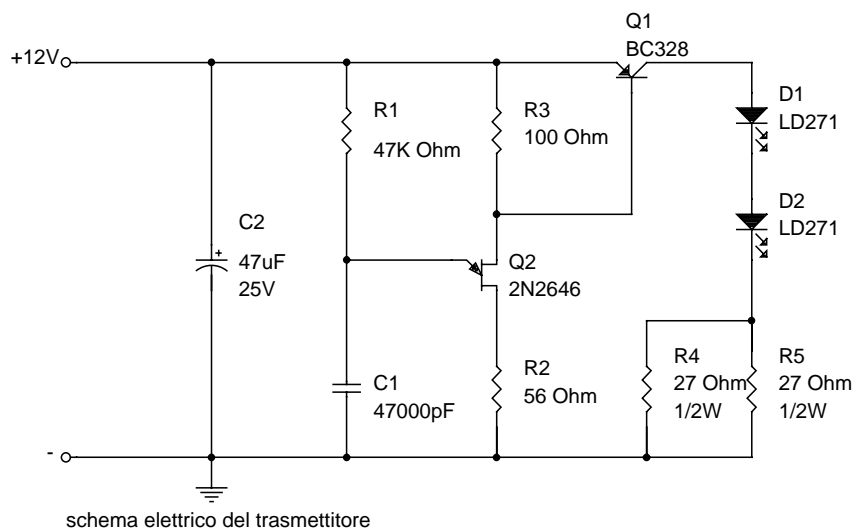 Q1
BC328
+12V
R1
47K Ohm
R3
100 Ohm
D1
LD271
D2
LD271
C2
+
47uF
25V
Q2
2N2646
C1
47000pF
R2
56 Ohm
R4
27 Ohm
1/2W
R5
27 Ohm
1/2W
-
schema elettrico del trasmettitore